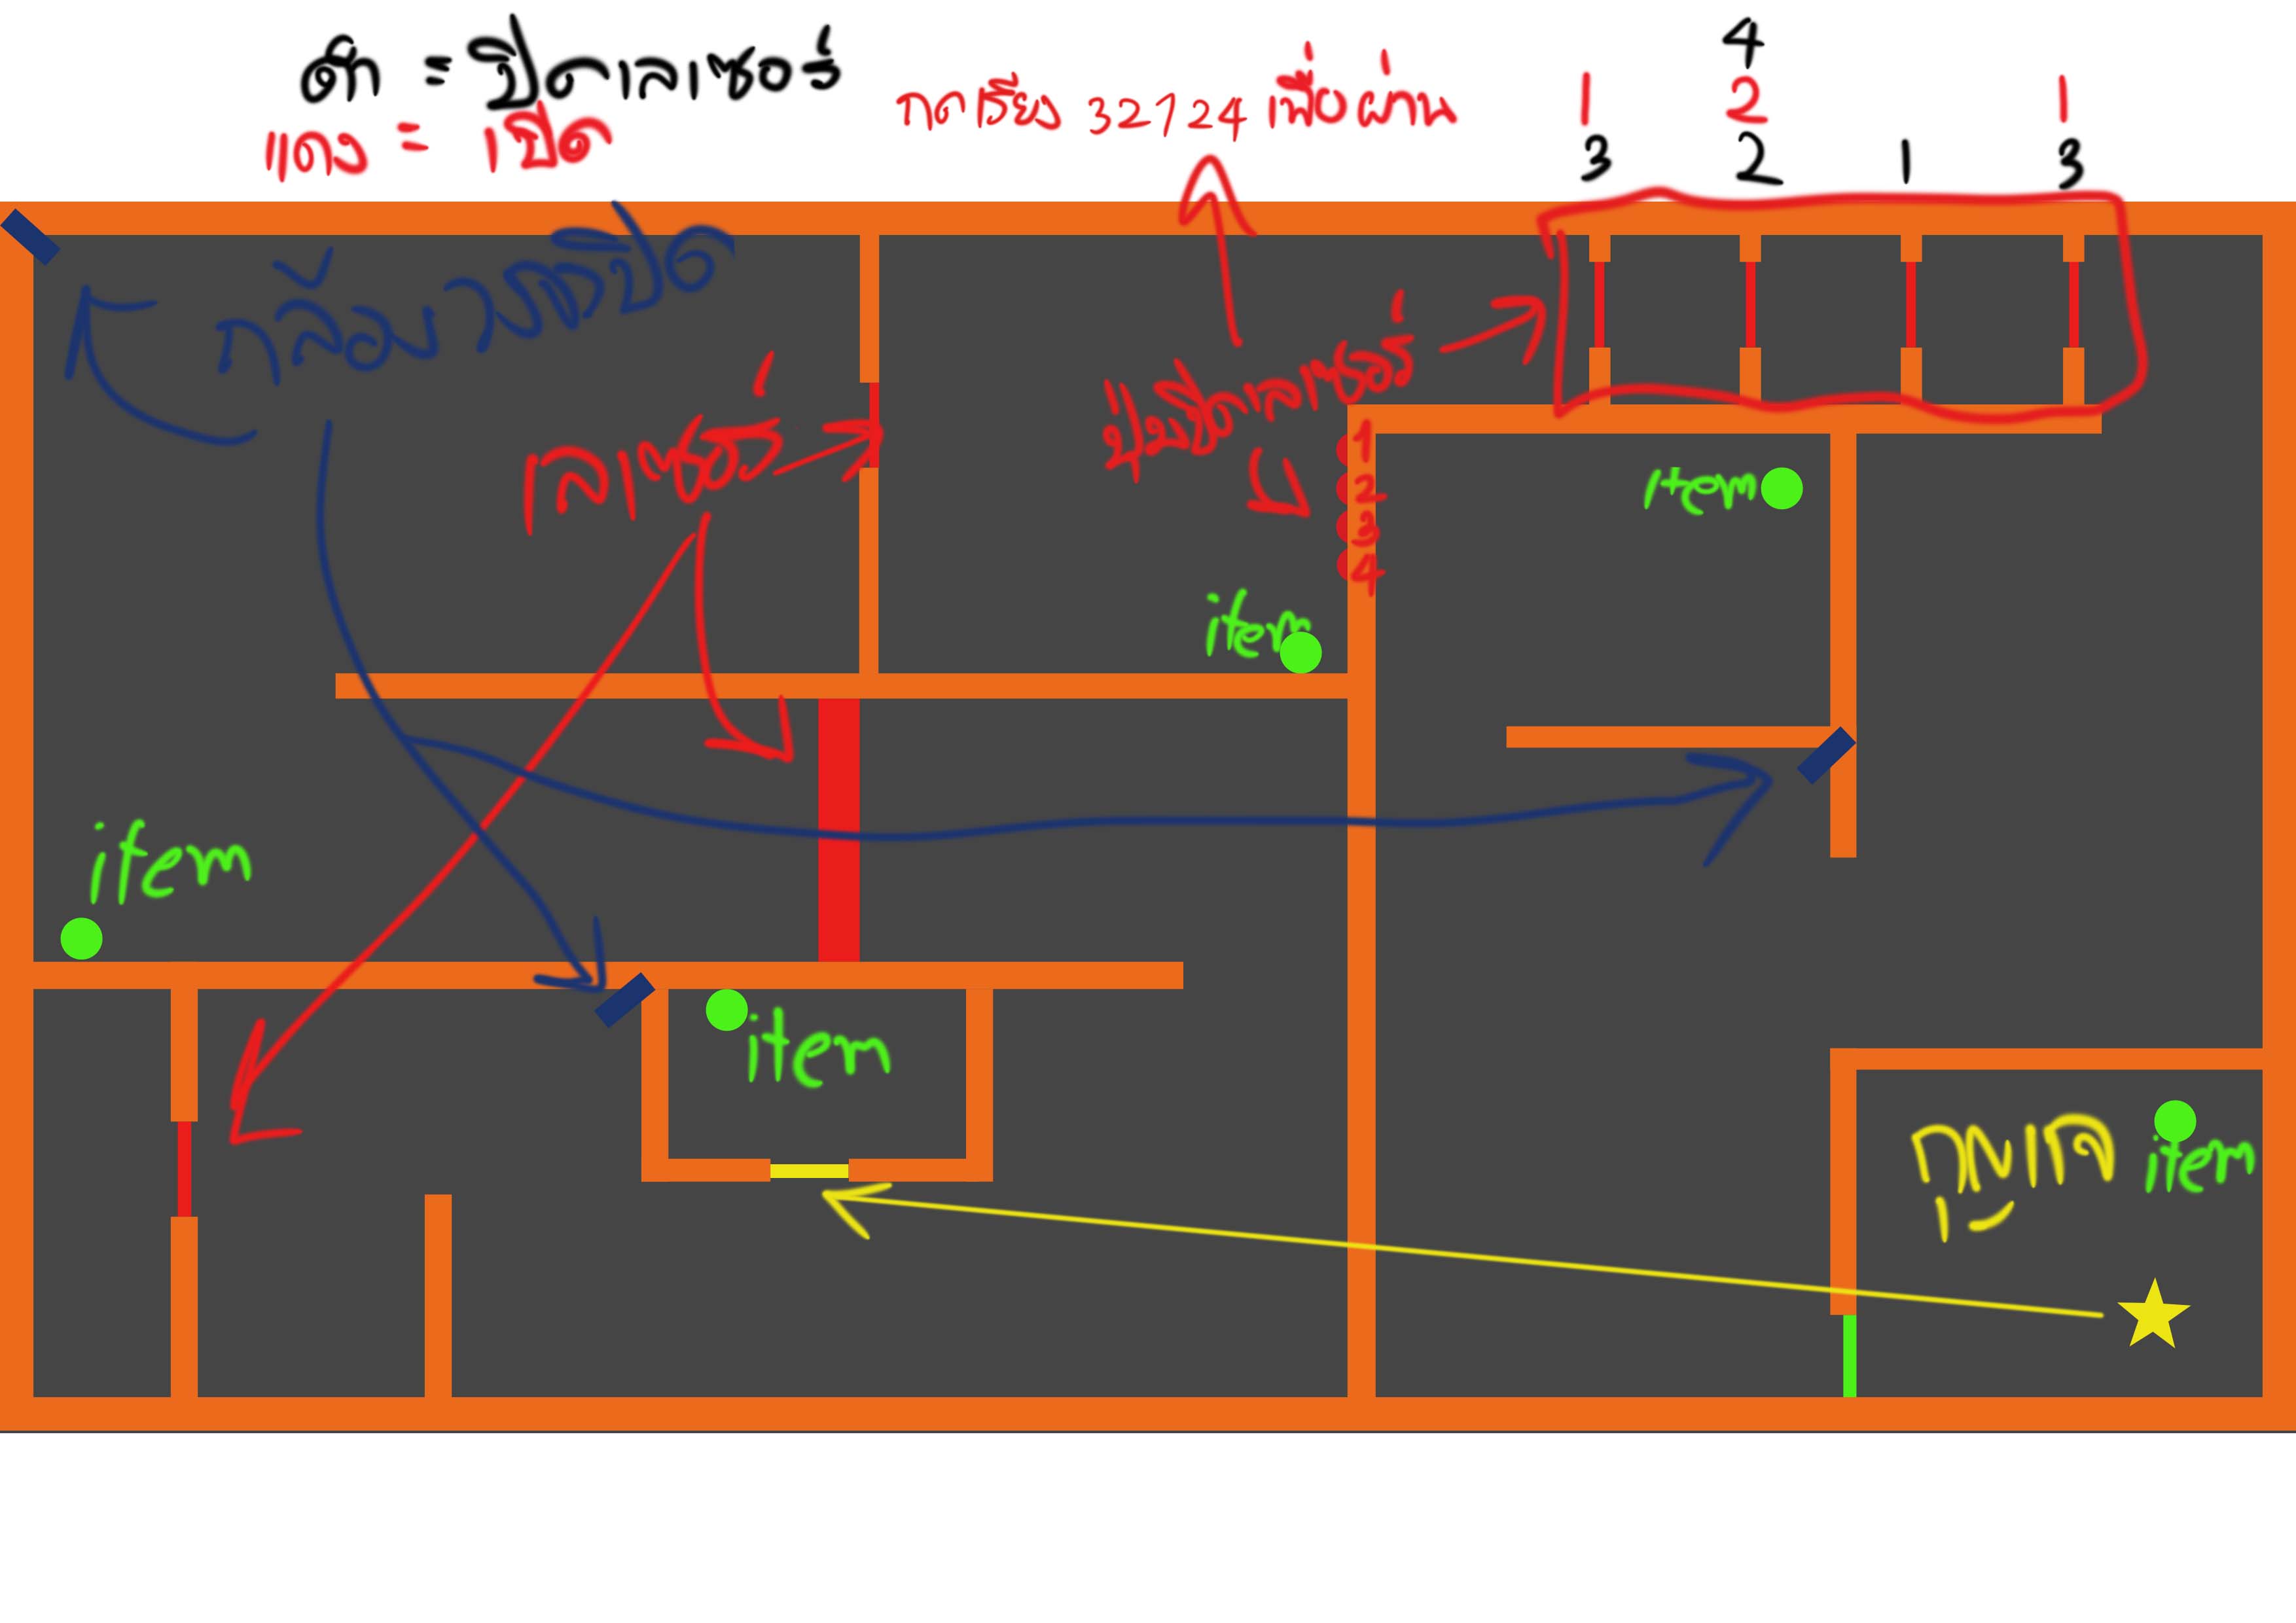 ดำ = ปิดเลเซอร์
แดง = เปิด
กดเรียง 32124 เพื่อผ่าน
1 4 2 1
3 2 1 3
กล้องวงจรปิด
เลเซอร์
ปุ่มปิดเลเซอร์
1
2
3
4
item
item
item
item
กุญแจ
item